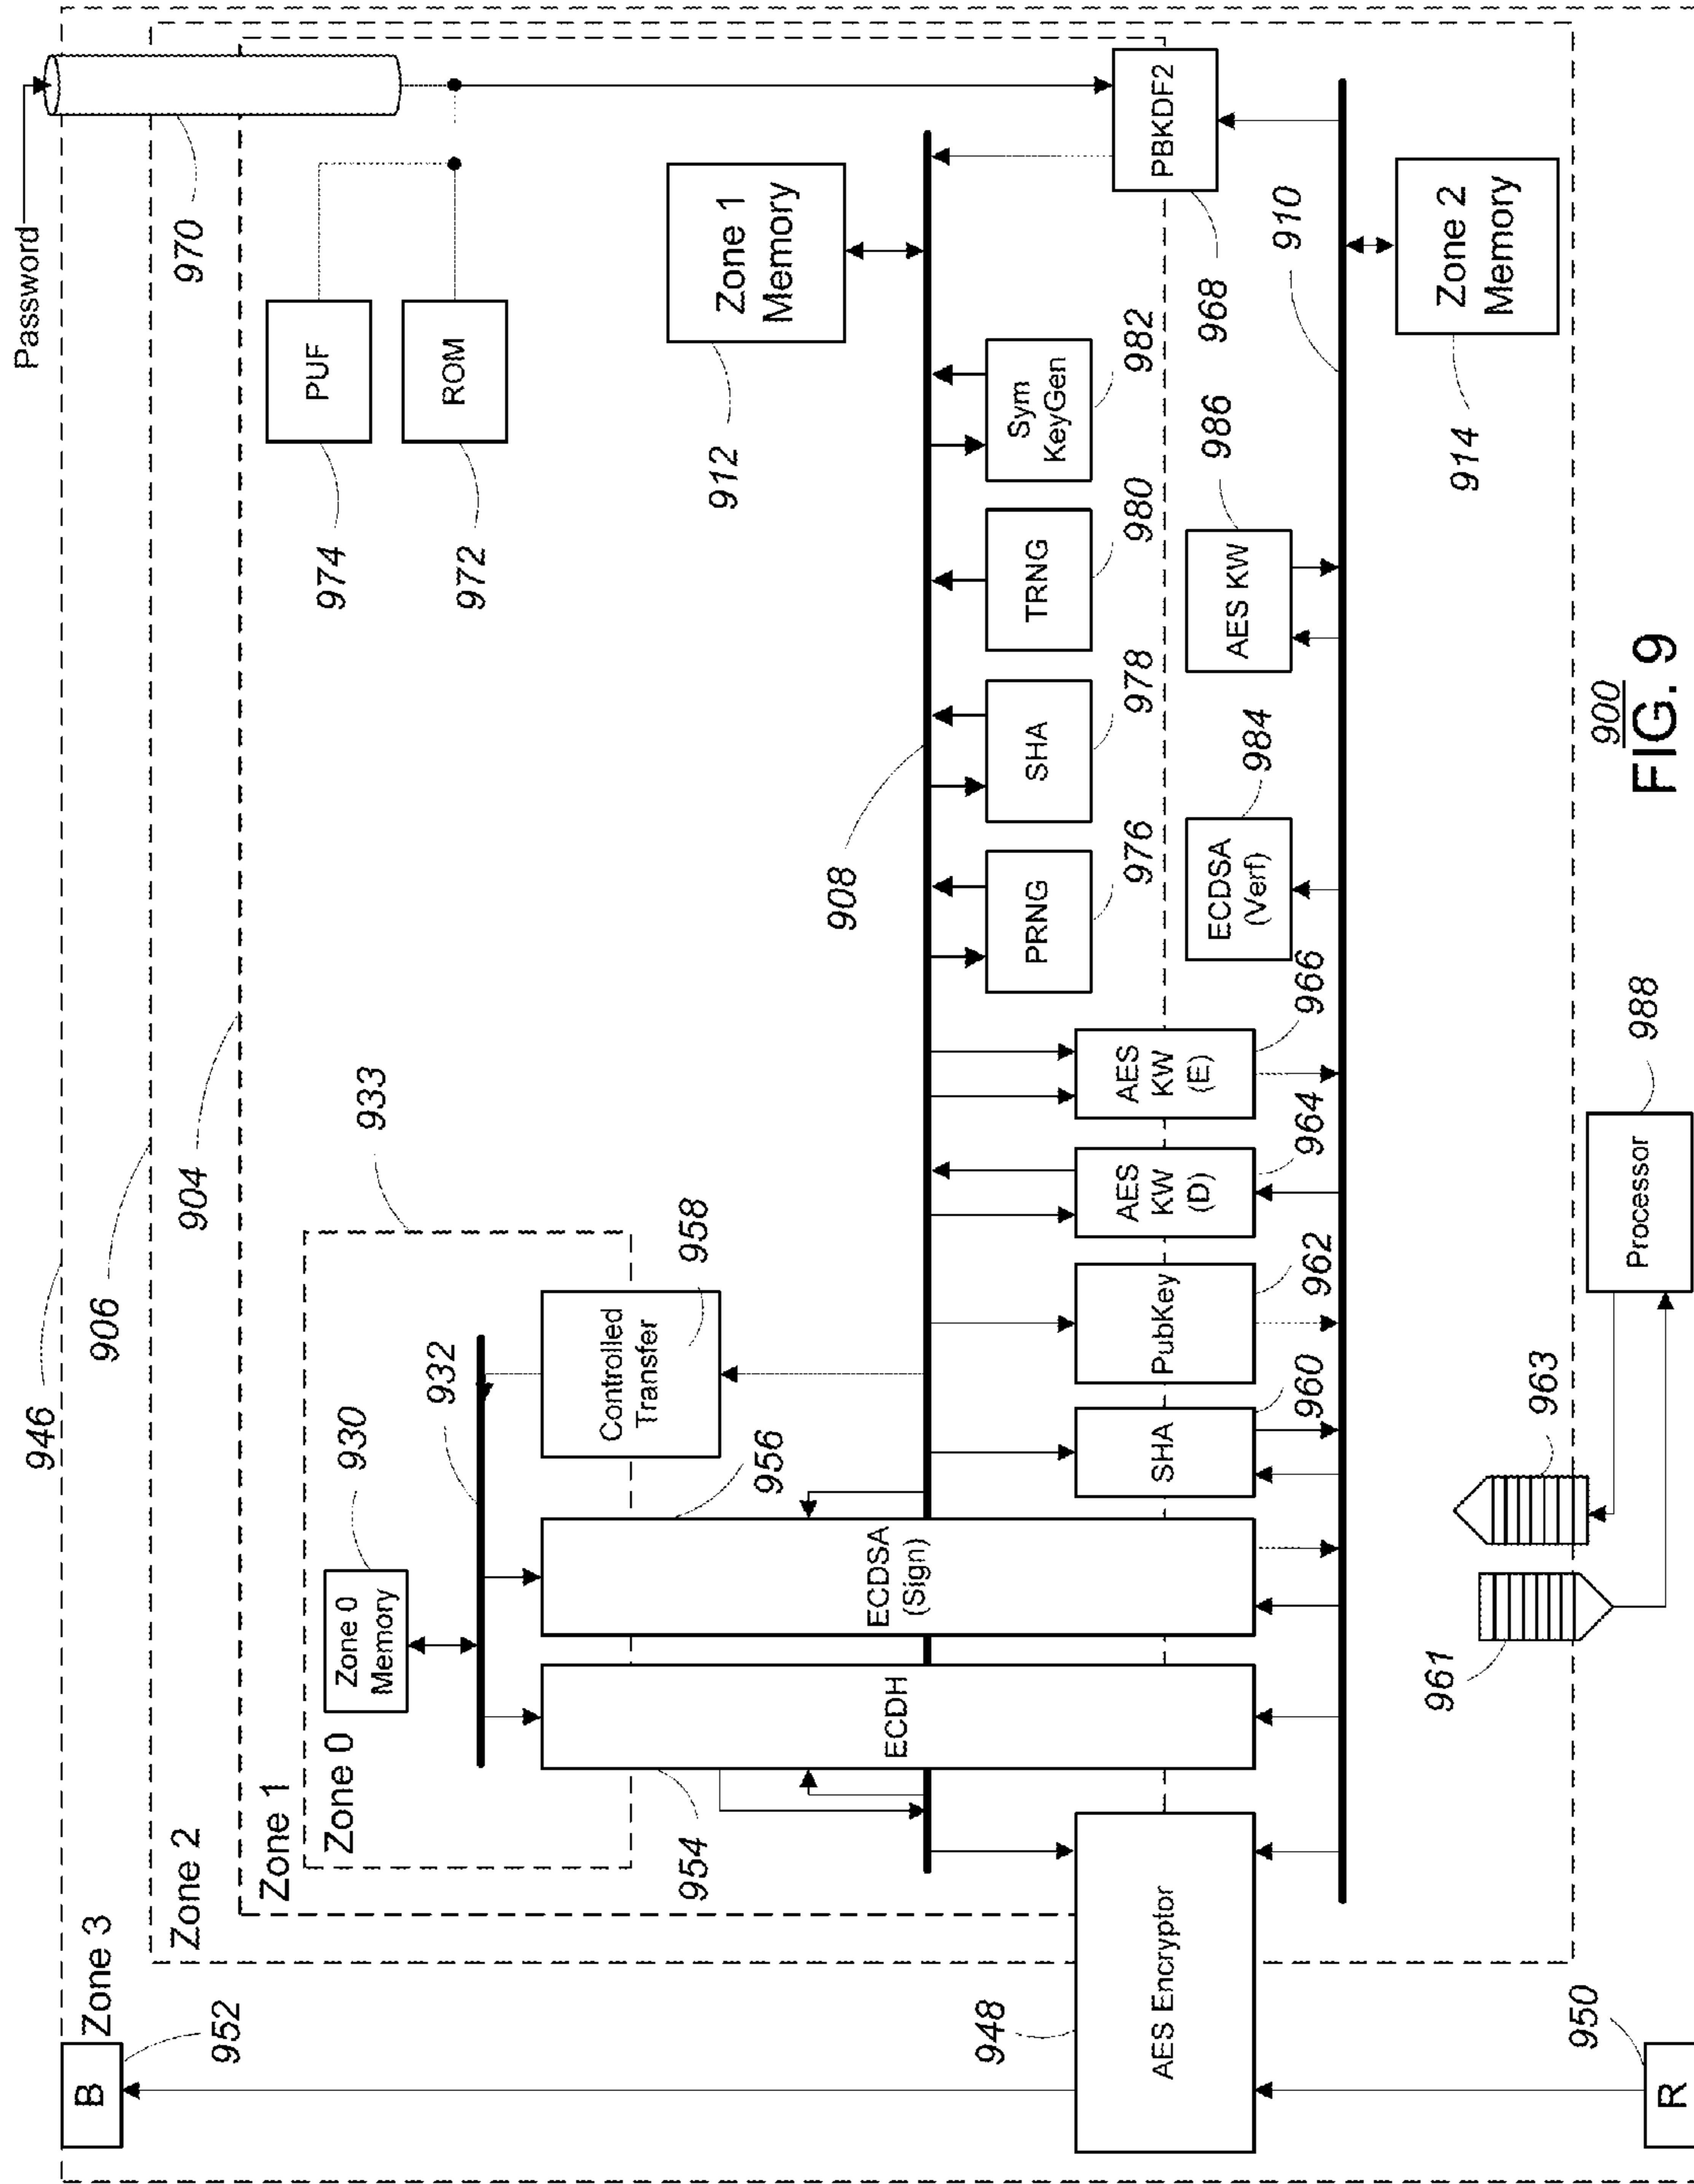 Password
946
Zone 3
B
952
906
Zone 2
970
904
Zone 1
933
Zone 0
Zone 0
Memory
930
932
Controlled
Transfer
958
956
954
PUF
974
ROM
972
Zone 1
Memory
912
908
ECDH
ECDSA
(Sign)
SHA
960
PubKey
962
AES
KW
(D)
964
AES
KW
(E)
966
PRNG
976
SHA
978
TRNG
980
Sym
KeyGen
982
PBKDF2
968
AES Encryptor
948
ECDSA
(Verf)
984
AES KW
986
910
Zone 2
Memory
914
961
963
Processor
988
R
950
900
FIG. 9